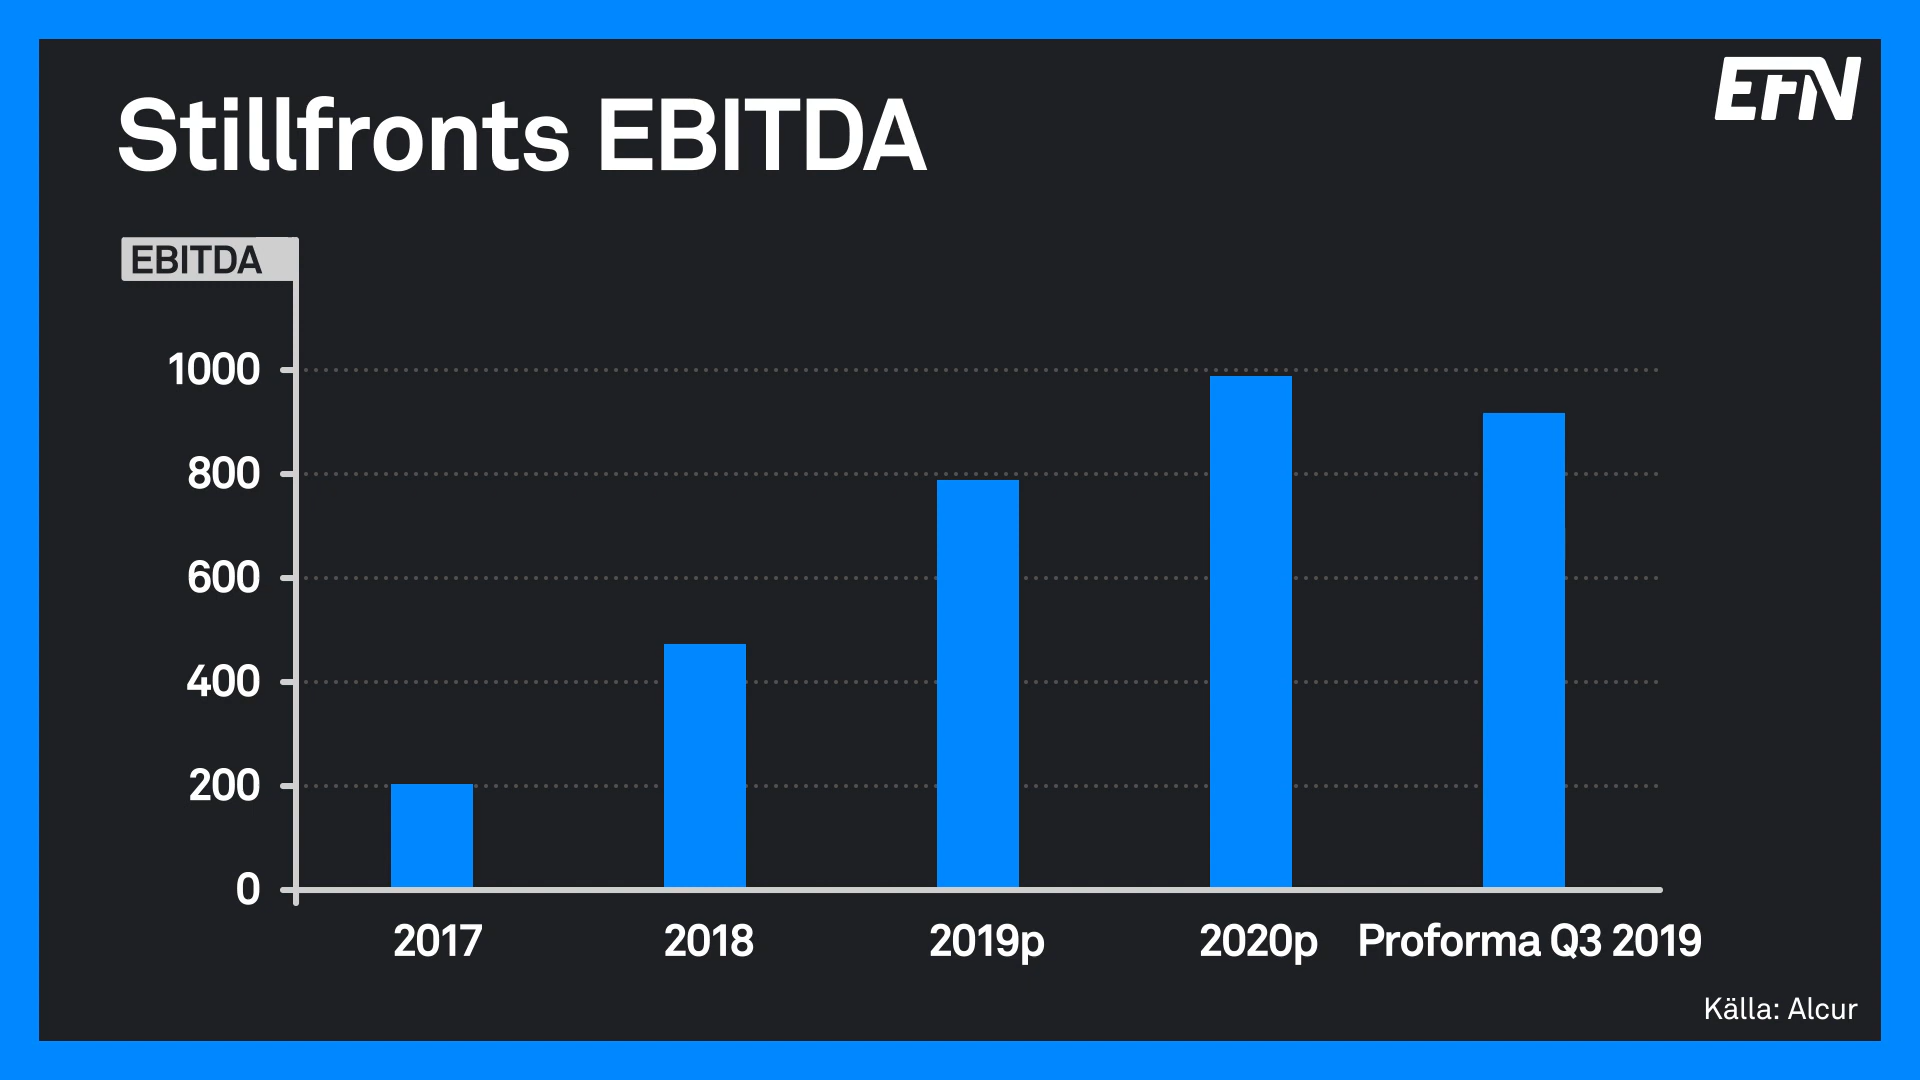 EFN
Stillfronts EBITDA
EBITDA
1000
800
600
400
200
0
2017 2018 2019p 2020p Proforma Q3 2019
Källa: Alcur